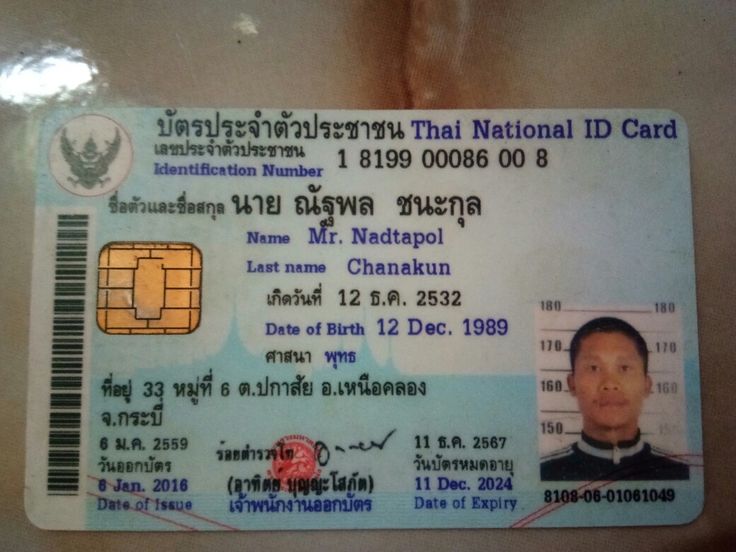 บัตรประจำตัวประชาชน Thai National ID Card
เลขประจำตัวประชาชน
Identification Number 1 8199 00086 00 8
ชื่อตัวและชื่อสกุล นาย ณัฐพล ชนะกุล
Name Mr. Nadtapol
Last name Chanakun
เกิดวันที่ 12 ธ.ค. 2532
Date of Birth 12 Dec. 1989
ศาสนา พุทธ
ที่อยู่ 33 หมู่ที่ 6 ต.ปกาสัย อ.เหนือคลอง
จ.กระบี่
6 ม.ค. 2559
วันออกบัตร
6 Jan. 2016
Date of Issue
ร้อยตำรวจโท
(อาทิตย์ บุญญะโสภัต)
เจ้าพนักงานออกบัตร
11 ธ.ค. 2567
วันบัตรหมดอายุ
11 Dec. 2024
Date of Expiry
180 180
170 170
160 160
150 150
8108-06-01061049